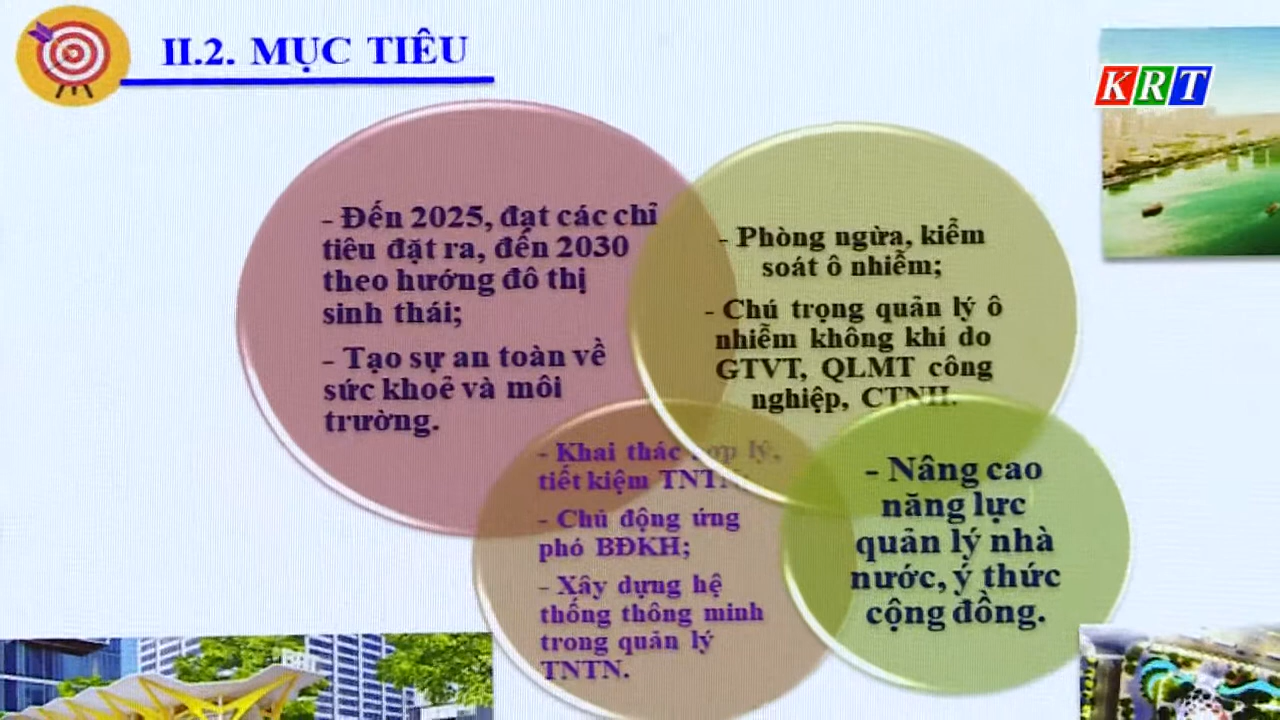 II.2. MỤC TIÊU
KRT
- Đến 2025, đạt các chỉ
tiêu đặt ra, đến 2030
theo hướng đô thị
sinh thái;
- Tạo sự an toàn về
sức khoẻ và môi
trường.
- Phòng ngừa, kiểm
soát ô nhiễm;
- Chú trọng quản lý ô
nhiễm không khí do
GTVT, QLMT công
nghiệp, CTNH.
- Khai thác hợp lý,
tiết kiệm TNTN;
- Chủ động ứng
phó BĐKH;
- Xây dựng hệ
thống thông minh
trong quản lý
TNTN.
- Nâng cao
năng lực
quản lý nhà
nước, ý thức
cộng đồng.